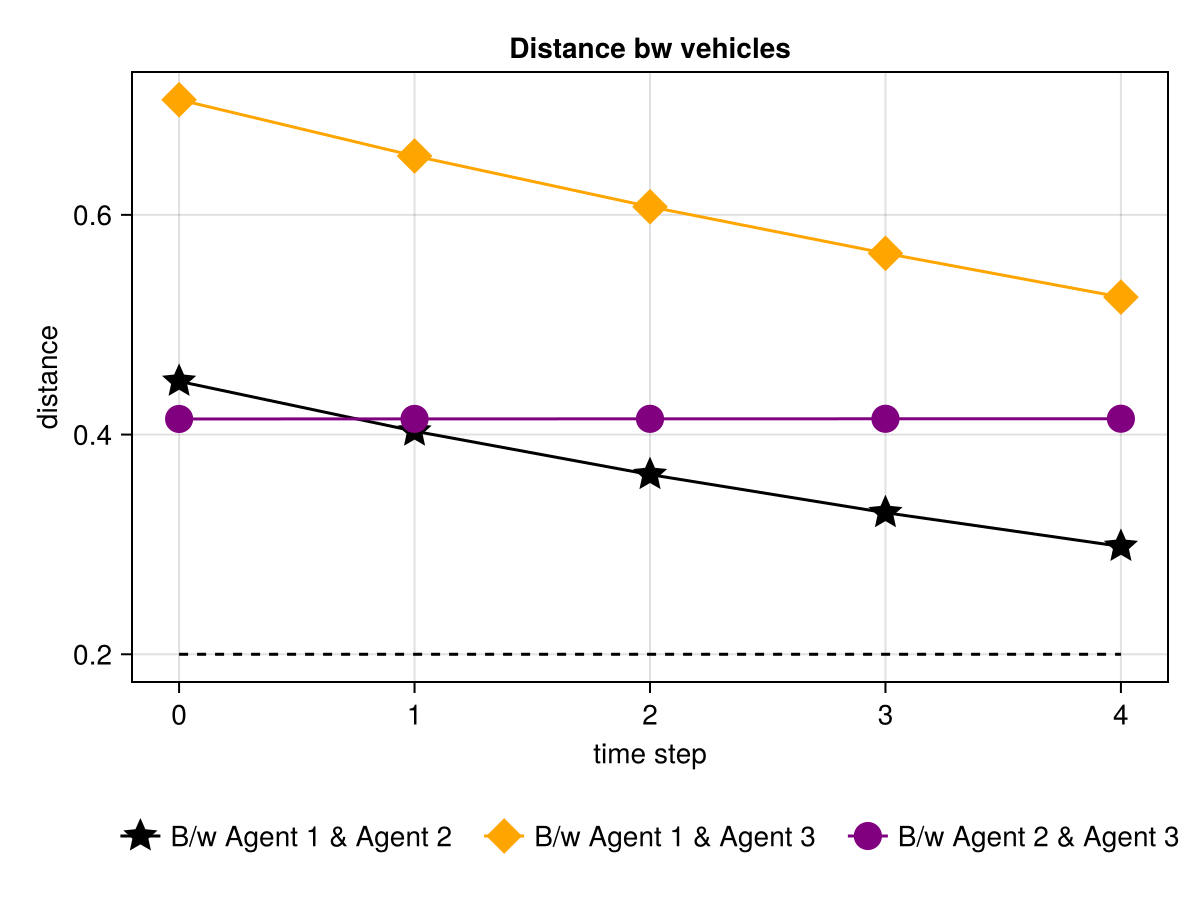 Distance bw vehicles
distance
0.6
0.4
0.2
0 1 2 3 4
time step
B/w Agent 1 & Agent 2 B/w Agent 1 & Agent 3 B/w Agent 2 & Agent 3